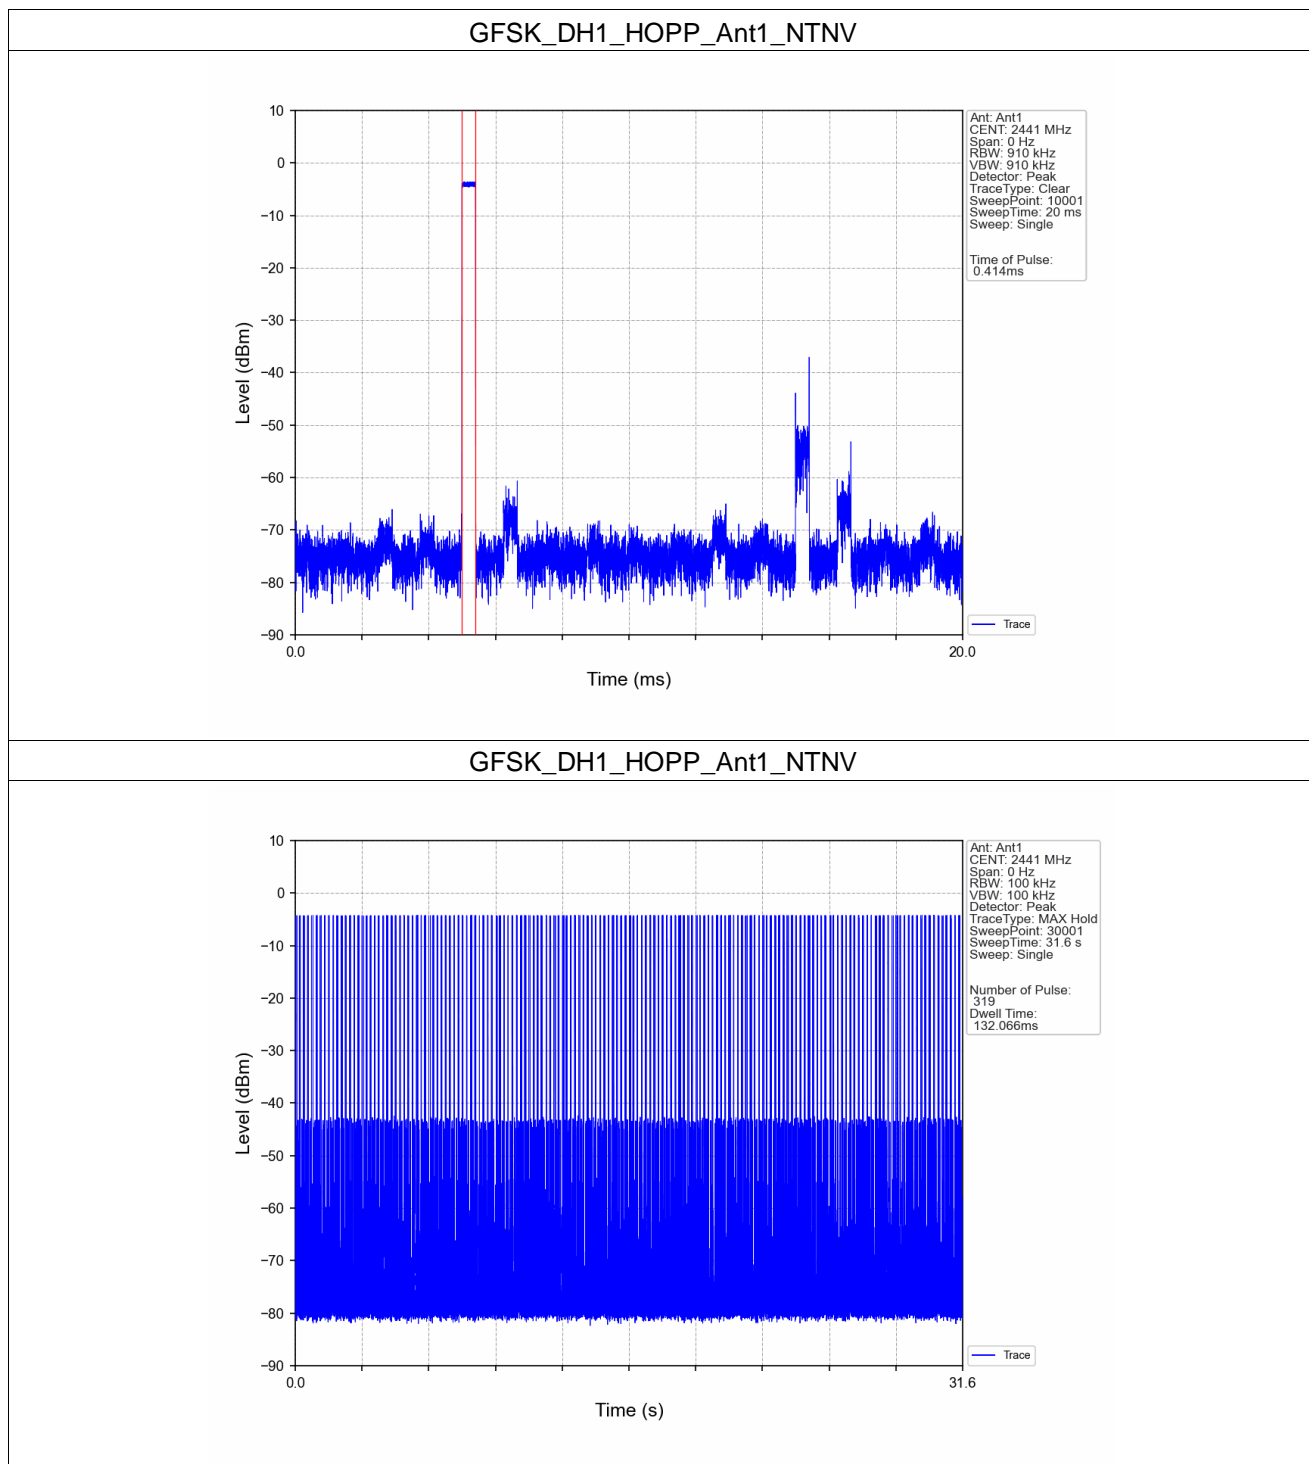 GFSK_DH1_HOPP_Ant1_NTNV
10
0
−10
−20
−30
−40
−50
−60
−70
−80
−90
Level (dBm)
0.0
20.0
Time (ms)
Ant: Ant1
CENT: 2441 MHz
Span: 0 Hz
RBW: 910 kHz
VBW: 910 kHz
Detector: Peak
TraceType: Clear
SweepPoint: 10001
SweepTime: 20 ms
Sweep: Single
Time of Pulse:
0.414ms
Trace
GFSK_DH1_HOPP_Ant1_NTNV
10
0
−10
−20
−30
−40
−50
−60
−70
−80
−90
Level (dBm)
0.0
31.6
Time (s)
Ant: Ant1
CENT: 2441 MHz
Span: 0 Hz
RBW: 100 kHz
VBW: 100 kHz
Detector: Peak
TraceType: MAX Hold
SweepPoint: 30001
SweepTime: 31.6 s
Sweep: Single
Number of Pulse:
319
Dwell Time:
132.066ms
Trace